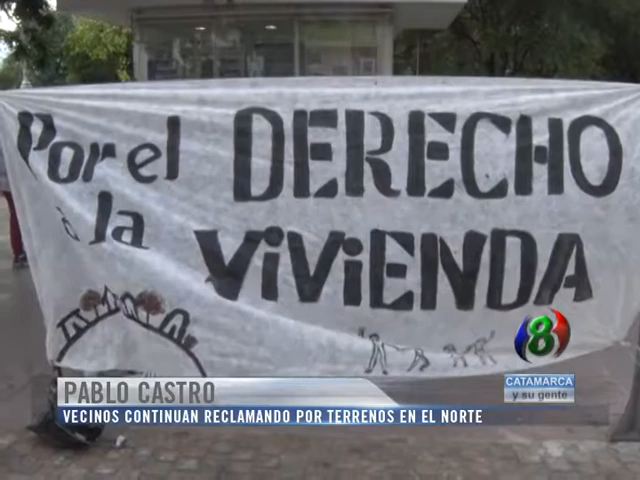 Por el DERECHO
a la ViViENDA
8
CATAMARCA
y su gente
PABLO CASTRO
VECINOS CONTINUAN RECLAMANDO POR TERRENOS EN EL NORTE